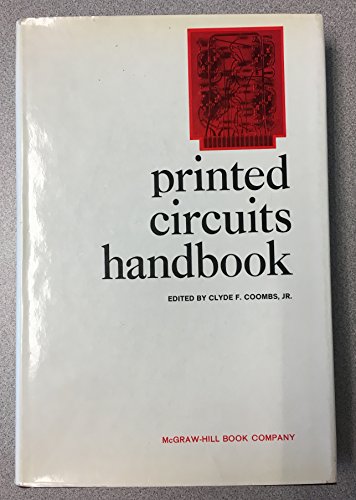 printed
circuits
handbook
EDITED BY CLYDE F. COOMBS, JR.
McGRAW-HILL BOOK COMPANY